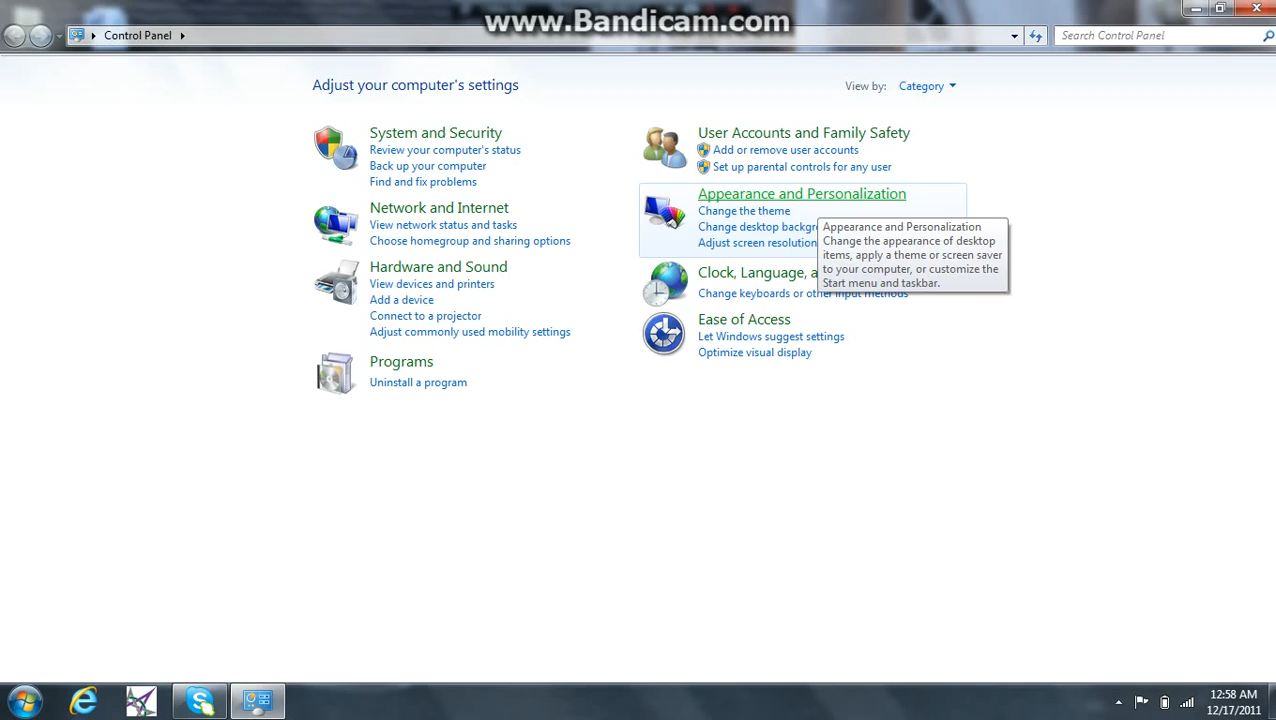 www.Bandicam.com
Control Panel
Search Control Panel
Adjust your computer's settings
View by: Category
System and Security
Review your computer's status
Back up your computer
Find and fix problems
Network and Internet
View network status and tasks
Choose homegroup and sharing options
Hardware and Sound
View devices and printers
Add a device
Connect to a projector
Adjust commonly used mobility settings
Programs
Uninstall a program
User Accounts and Family Safety
Add or remove user accounts
Set up parental controls for any user
Appearance and Personalization
Change the theme
Change desktop backgr
Adjust screen resolution
Appearance and Personalization
Change the appearance of desktop
items, apply a theme or screen saver
to your computer, or customize the
Start menu and taskbar.
Clock, Language, a
Change keyboards or other input methods
Ease of Access
Let Windows suggest settings
Optimize visual display
12:58 AM
12/17/2011